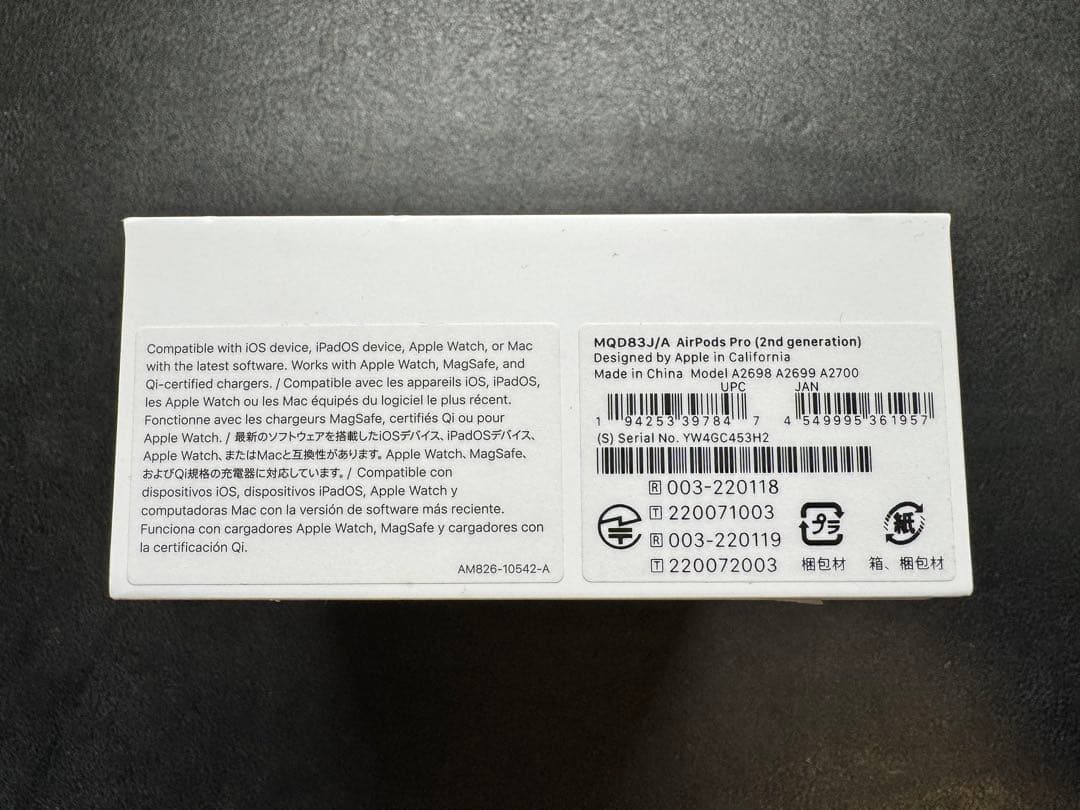 Compatible with iOS device, iPadOS device, Apple Watch, or Mac
with the latest software. Works with Apple Watch, MagSafe, and
Qi-certified chargers. / Compatible avec les appareils iOS, iPadOS,
les Apple Watch ou les Mac équipés du logiciel le plus récent.
Fonctionne avec les chargeurs MagSafe, certifiés Qi ou pour
Apple Watch. / 最新のソフトウェアを搭載したiOSデバイス、iPadOSデバイス、
Apple Watch、またはMacと互換性があります。Apple Watch、MagSafe、
およびQi規格の充電器に対応しています。/ Compatible con
dispositivos iOS, dispositivos iPadOS, Apple Watch y
computadoras Mac con la versión de software más reciente.
Funciona con cargadores Apple Watch, MagSafe y cargadores con
la certificación Qi.
AM826-10542-A
MQD83J/A AirPods Pro (2nd generation)
Designed by Apple in California
Made in China Model A2698 A2699 A2700
UPC JAN
1 94253 39784 7 4 549995 361957
(S) Serial No. YW4GC453H2
R 003-220118
T 220071003
R 003-220119
T 220072003
プラ
梱包材
紙
箱、梱包材